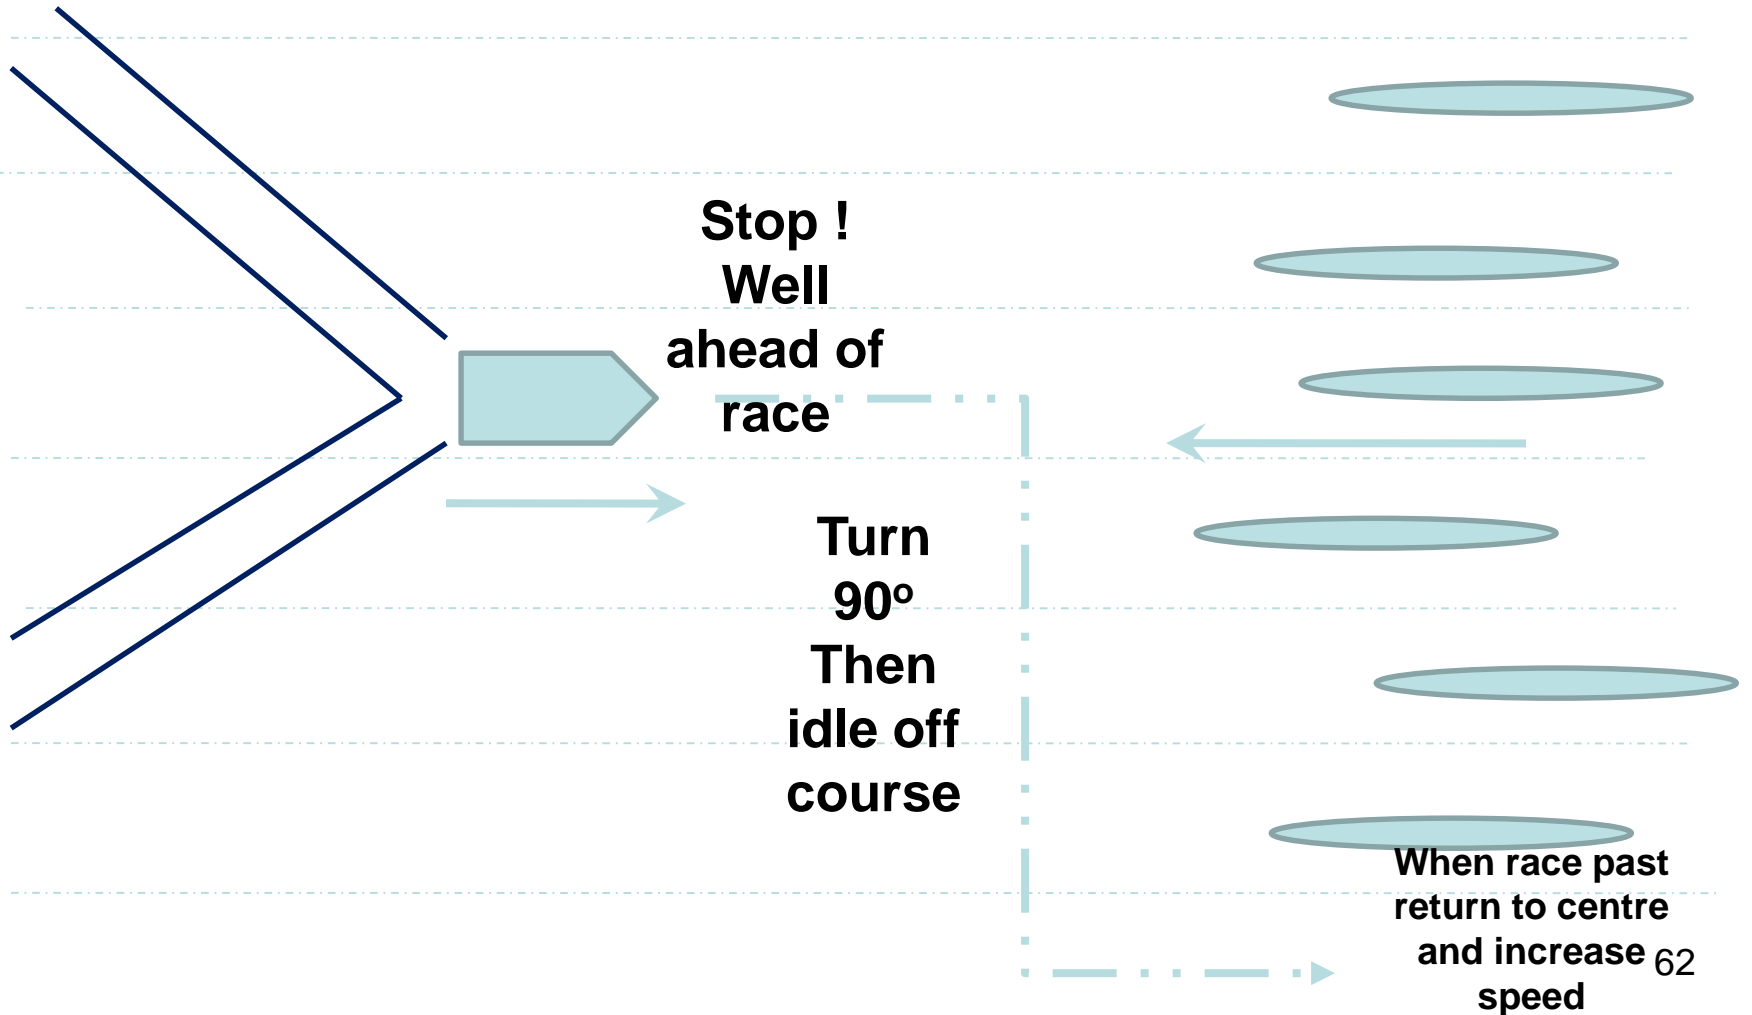 Stop !
Well
ahead of
race
Turn
90º
Then
idle off
course
When race past
return to centre
and increase
speed
62